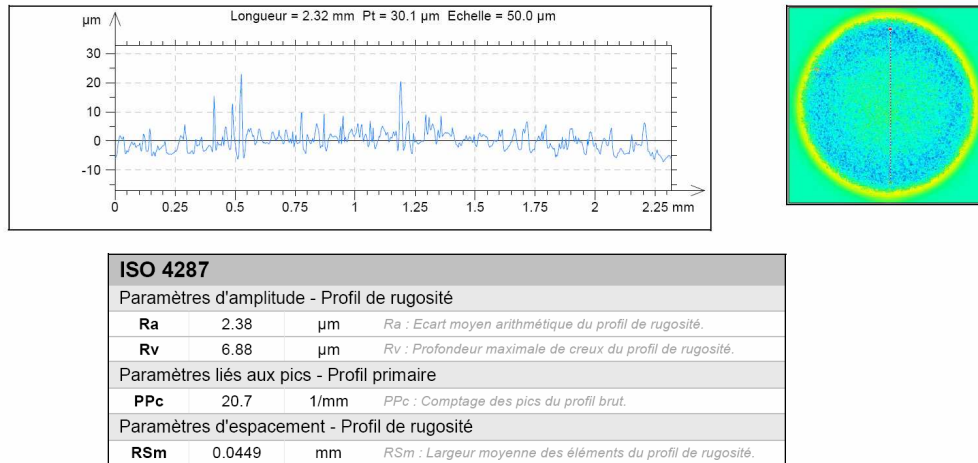 Longueur = 2.32 mm Pt = 30.1 µm Echelle = 50.0 µm
µm
30
20
10
0
-10
0 0.25 0.5 0.75 1 1.25 1.5 1.75 2 2.25 mm
ISO 4287
Paramètres d'amplitude - Profil de rugosité
Ra 2.38 µm Ra : Ecart moyen arithmétique du profil de rugosité.
Rv 6.88 µm Rv : Profondeur maximale de creux du profil de rugosité.
Paramètres liés aux pics - Profil primaire
PPc 20.7 1/mm PPc : Comptage des pics du profil brut.
Paramètres d'espacement - Profil de rugosité
RSm 0.0449 mm RSm : Largeur moyenne des éléments du profil de rugosité.